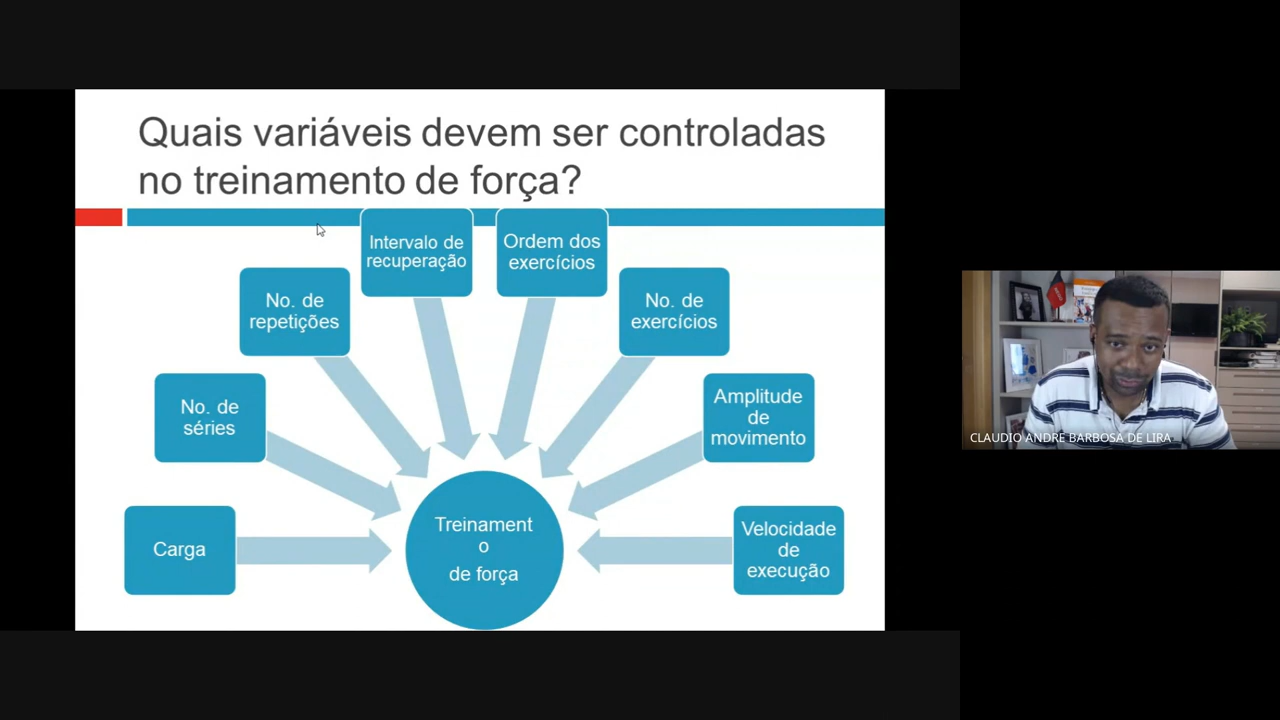 Quais variáveis devem ser controladas
no treinamento de força?
Intervalo de
recuperação
Ordem dos
exercícios
No. de
repetições
No. de
exercícios
No. de
séries
Amplitude
de
movimento
Carga
Treinament
o
de força
Velocidade
de
execução
CLAUDIO ANDRE BARBOSA DE LIRA